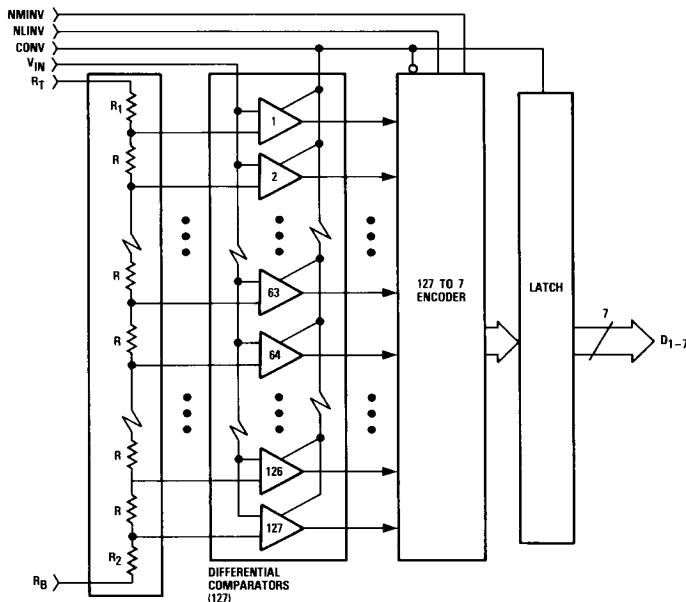 NMINV
NLINV
CONV
VIN
RT
R1
1
R
2
R
63
127 TO 7
ENCODER
LATCH
7
D1-7
R
64
R
126
R
127
R2
RB
DIFFERENTIAL
COMPARATORS
(127)